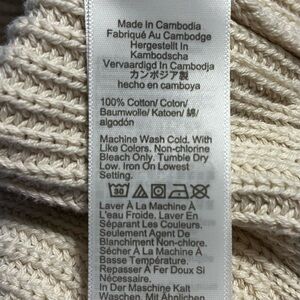 Made In Cambodia
Fabriqué Au Cambodge
Hergestellt In
Kambodscha
Vervaardigd In Cambodja
カンボジア製
hecho en camboya
100% Cotton/ Coton/
Baumwolle/ Katoen/ 綿/
algodón
Machine Wash Cold. With
Like Colors. Non-chlorine
Bleach Only. Tumble Dry
Low. Iron On Lowest
Setting.
30
Laver À La Machine À
L'eau Froide. Laver En
Séparant Les Couleurs.
Seulement Agent De
Blanchiment Non-chlorc.
Sécher À La Machine À
Basse Température.
Repasser À Fer Doux Si
Nécessaire.
In Der Maschine Kalt
Waschen. Mit Ähnlichen